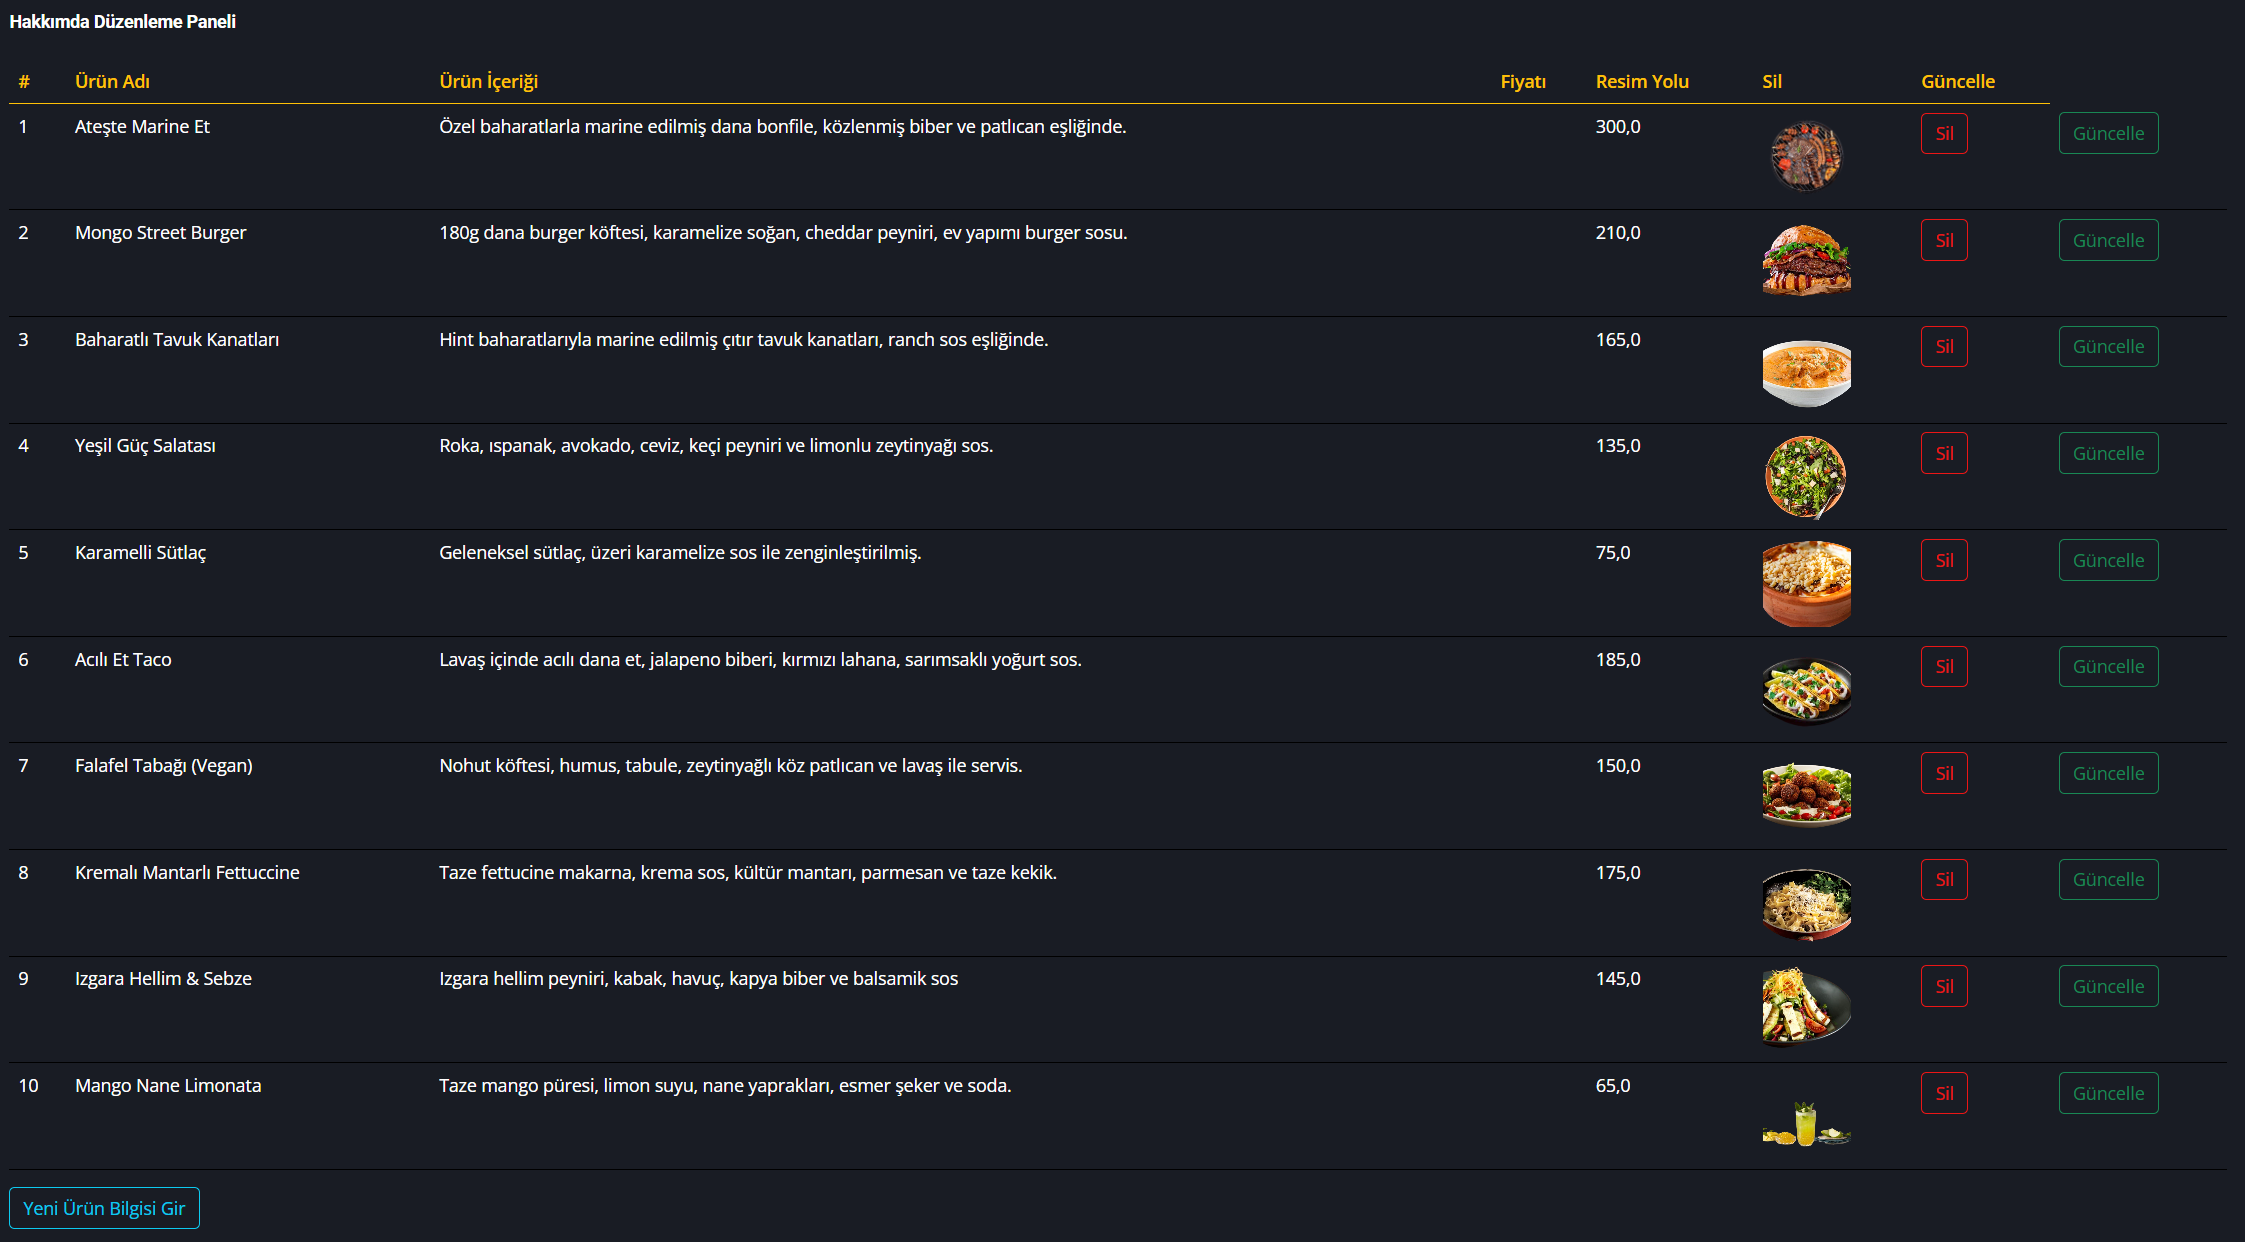 Hakkımda Düzenleme Paneli
# Ürün Adı Ürün İçeriği Fiyatı Resim Yolu Sil Güncelle
1 Ateşte Marine Et Özel baharatlarla marine edilmiş dana bonfile, közlenmiş biber ve patlıcan eşliğinde. 300,0 Sil Güncelle
2 Mongo Street Burger 180g dana burger köftesi, karamelize soğan, cheddar peyniri, ev yapımı burger sosu. 210,0 Sil Güncelle
3 Baharatlı Tavuk Kanatları Hint baharatlarıyla marine edilmiş çıtır tavuk kanatları, ranch sos eşliğinde. 165,0 Sil Güncelle
4 Yeşil Güç Salatası Roka, ıspanak, avokado, ceviz, keçi peyniri ve limonlu zeytinyağı sos. 135,0 Sil Güncelle
5 Karamelli Sütlaç Geleneksel sütlaç, üzeri karamelize sos ile zenginleştirilmiş. 75,0 Sil Güncelle
6 Acılı Et Taco Lavaş içinde acılı dana et, jalapeno biberi, kırmızı lahana, sarımsaklı yoğurt sos. 185,0 Sil Güncelle
7 Falafel Tabağı (Vegan) Nohut köftesi, humus, tabule, zeytinyağlı köz patlıcan ve lavaş ile servis. 150,0 Sil Güncelle
8 Kremalı Mantarlı Fettuccine Taze fettucine makarna, krema sos, kültür mantarı, parmesan ve taze kekik. 175,0 Sil Güncelle
9 Izgara Hellim & Sebze Izgara hellim peyniri, kabak, havuç, kapya biber ve balsamik sos 145,0 Sil Güncelle
10 Mango Nane Limonata Taze mango püresi, limon suyu, nane yaprakları, esmer şeker ve soda. 65,0 Sil Güncelle
Yeni Ürün Bilgisi Gir